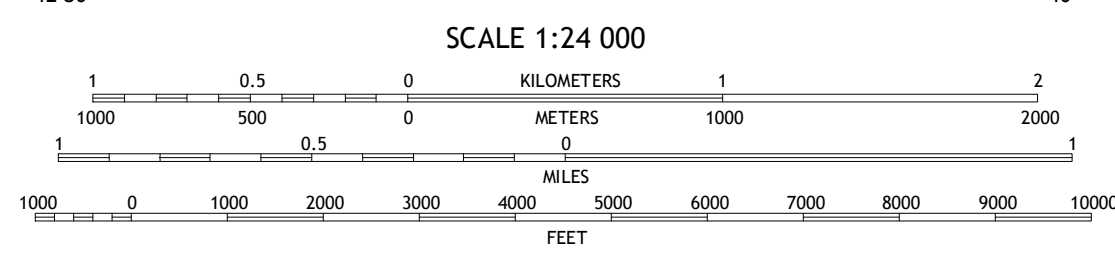 SCALE 1:24 000
1 0.5 0 KILOMETERS 1 2
1000 500 0 METERS 1000 2000
1 0.5 0 1
MILES
1000 0 1000 2000 3000 4000 5000 6000 7000 8000 9000 10000
FEET